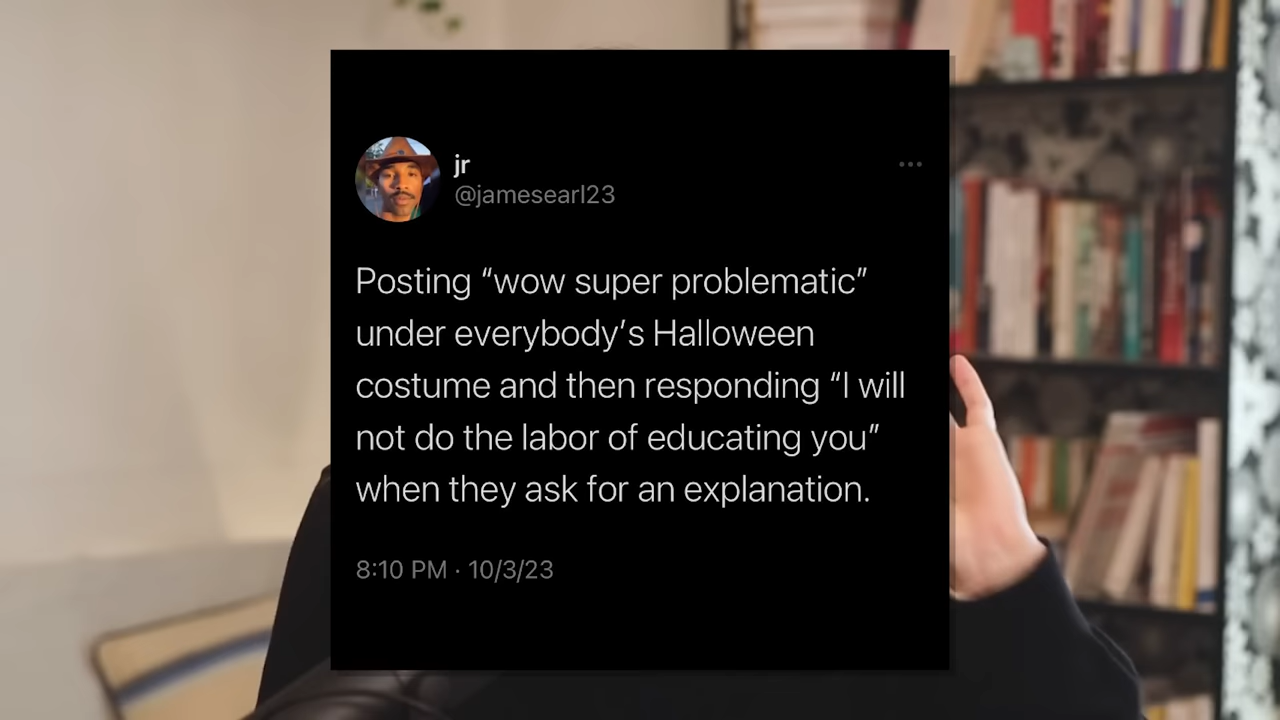 jr
@jamesearl23
Posting “wow super problematic”
under everybody’s Halloween
costume and then responding “I will
not do the labor of educating you”
when they ask for an explanation.
8:10 PM · 10/3/23